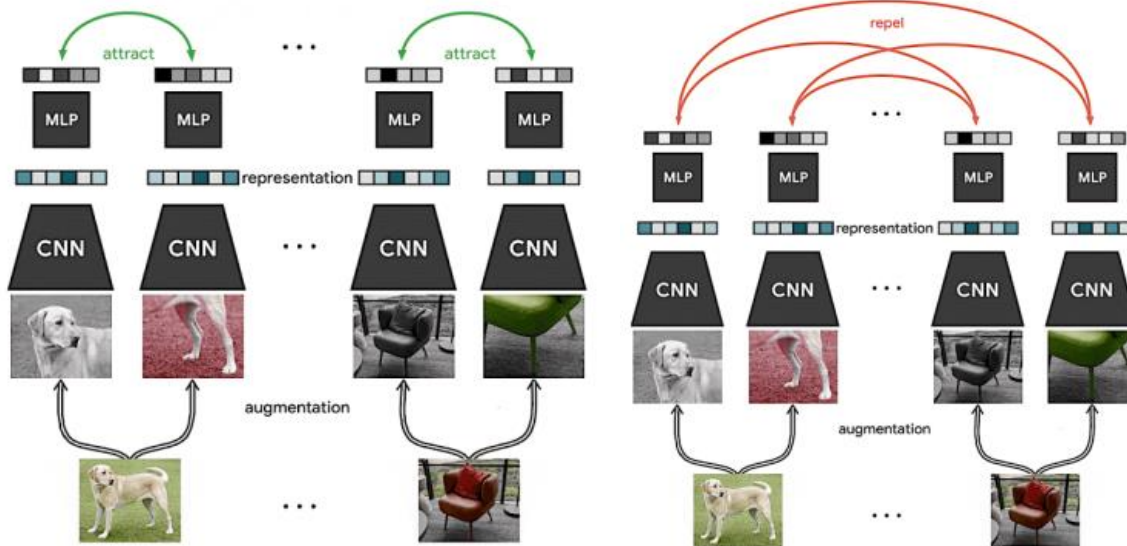 attract
...
attract
MLP
MLP
MLP
MLP
representation
CNN
CNN
...
CNN
CNN
augmentation
...
repel
...
MLP
MLP
MLP
MLP
representation
CNN
CNN
...
CNN
CNN
augmentation
...